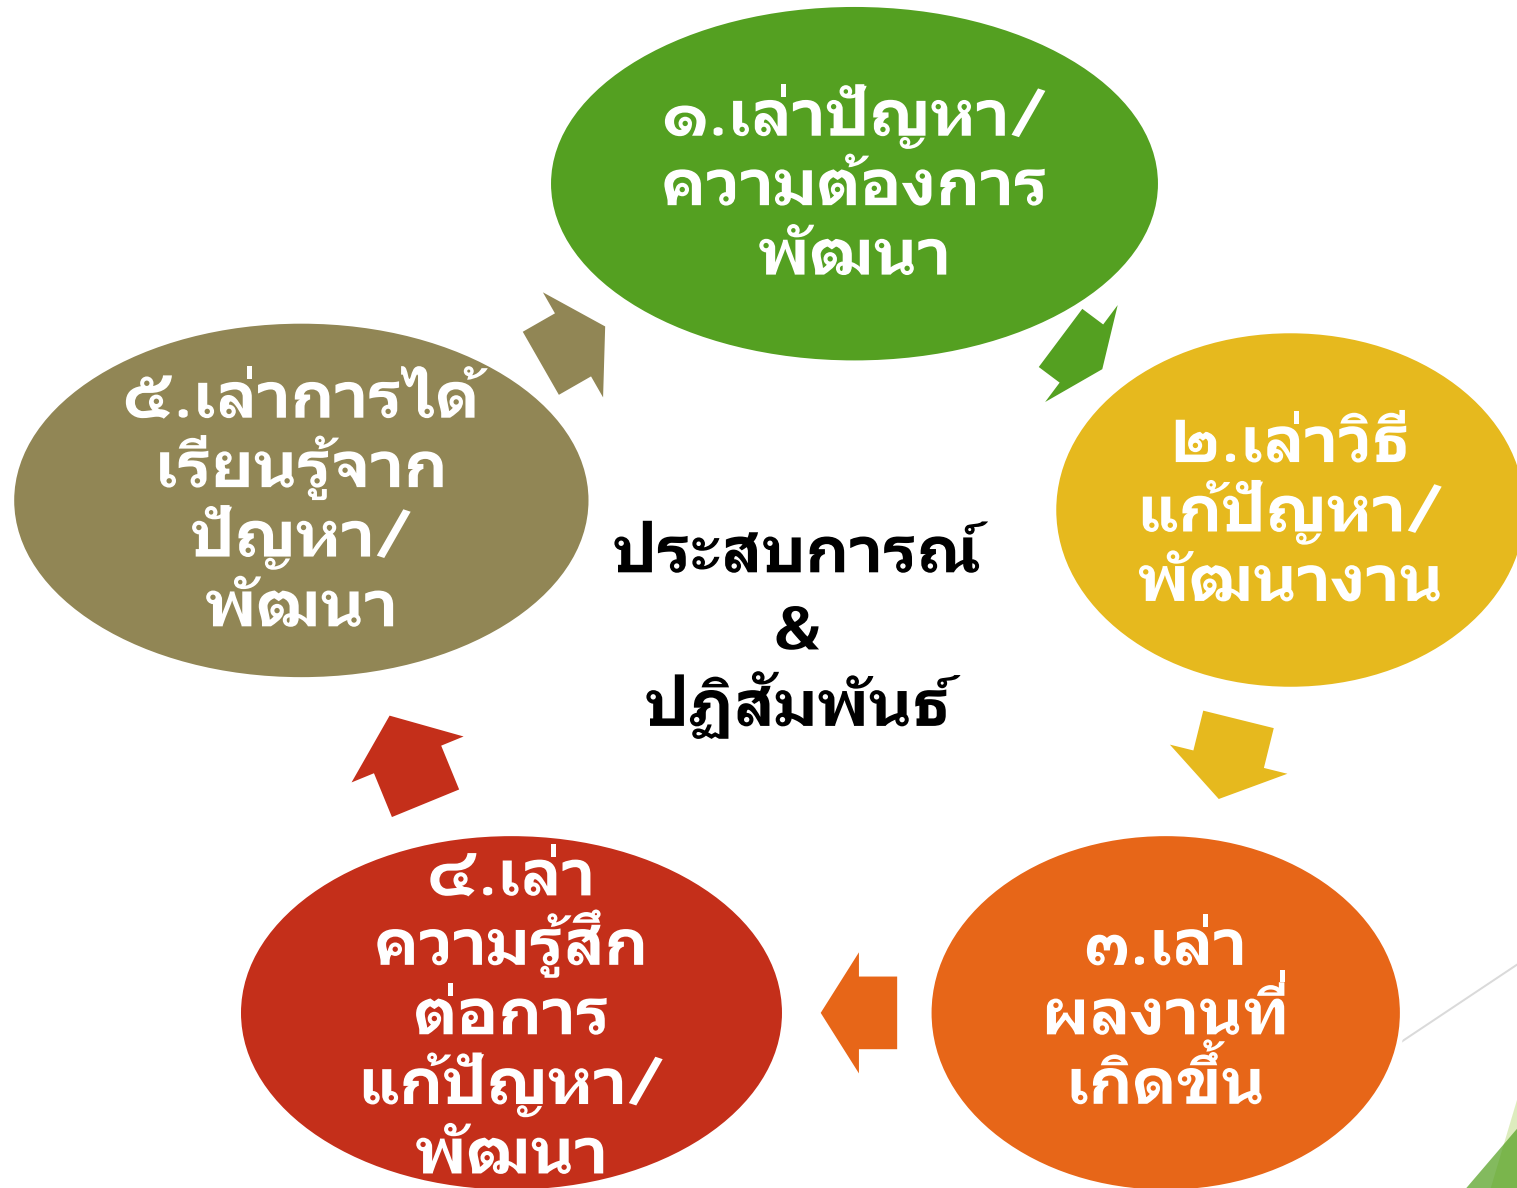 ๑.เล่าปัญหา/
ความต้องการ
พัฒนา
๒.เล่าวิธี
แก้ปัญหา/
พัฒนางาน
๓.เล่า
ผลงานที่
เกิดขึ้น
๔.เล่า
ความรู้สึก
ต่อการ
แก้ปัญหา/
พัฒนา
๕.เล่าการได้
เรียนรู้จาก
ปัญหา/
พัฒนา
ประสบการณ์
&
ปฏิสัมพันธ์